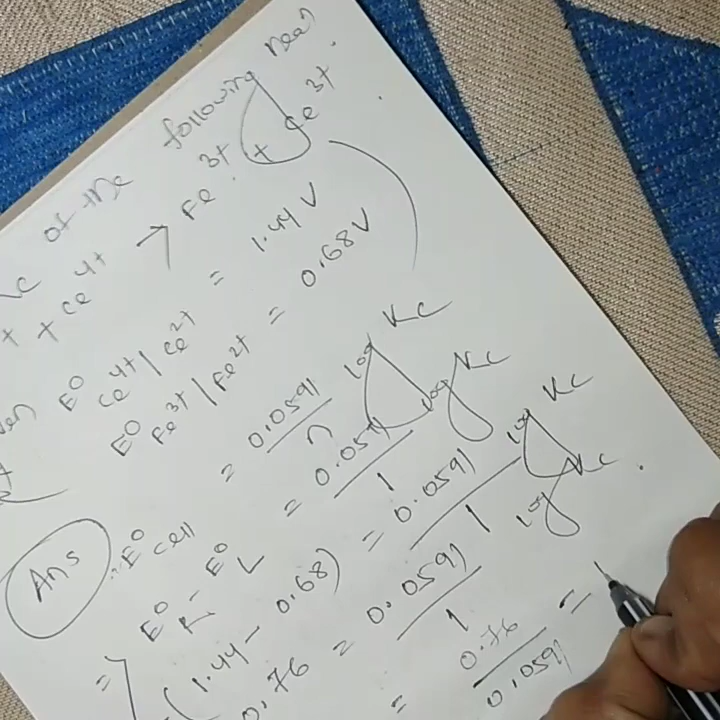 of the following
+ Ce4+ → Fe3+ + Ce3+
E° Ce4+/Ce2+ = 1.44 V
E° Fe3+/Fe2+ = 0.68 V
Ans
∴ E° cell = 0.0591/n log Kc
E°R - E°L = 0.0591/1 log Kc
⇒ (1.44 - 0.68) = 0.0591/1 log Kc
0.76 = 0.0591/1 log Kc
= 0.76/0.0591 =